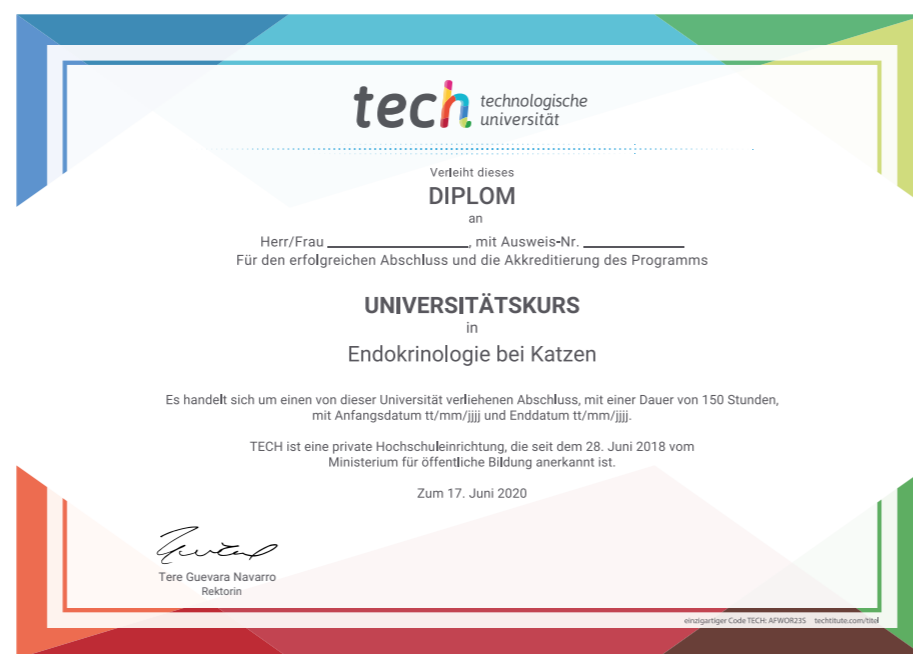 tech technologische
universität
Verleiht dieses
DIPLOM
an
Herr/Frau ____________________, mit Ausweis-Nr. ______________
Für den erfolgreichen Abschluss und die Akkreditierung des Programms
UNIVERSITÄTSKURS
in
Endokrinologie bei Katzen
Es handelt sich um einen von dieser Universität verliehenen Abschluss, mit einer Dauer von 150 Stunden,
mit Anfangsdatum tt/mm/jjjj und Enddatum tt/mm/jjjj.
TECH ist eine private Hochschuleinrichtung, die seit dem 28. Juni 2018 vom
Ministerium für öffentliche Bildung anerkannt ist.
Zum 17. Juni 2020
Tere Guevara Navarro
Rektorin
einzigartiger Code TECH: AFWOR23S techtitute.com/titel